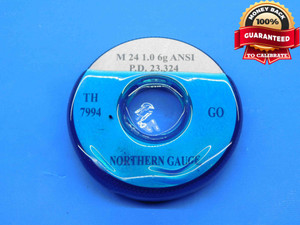 MONEY BACK
100%
GUARANTEED
TO CALIBRATE
M 24 1.0 6g ANSI
P.D. 23,324
TH
7994
GO
NORTHERN GAUGE